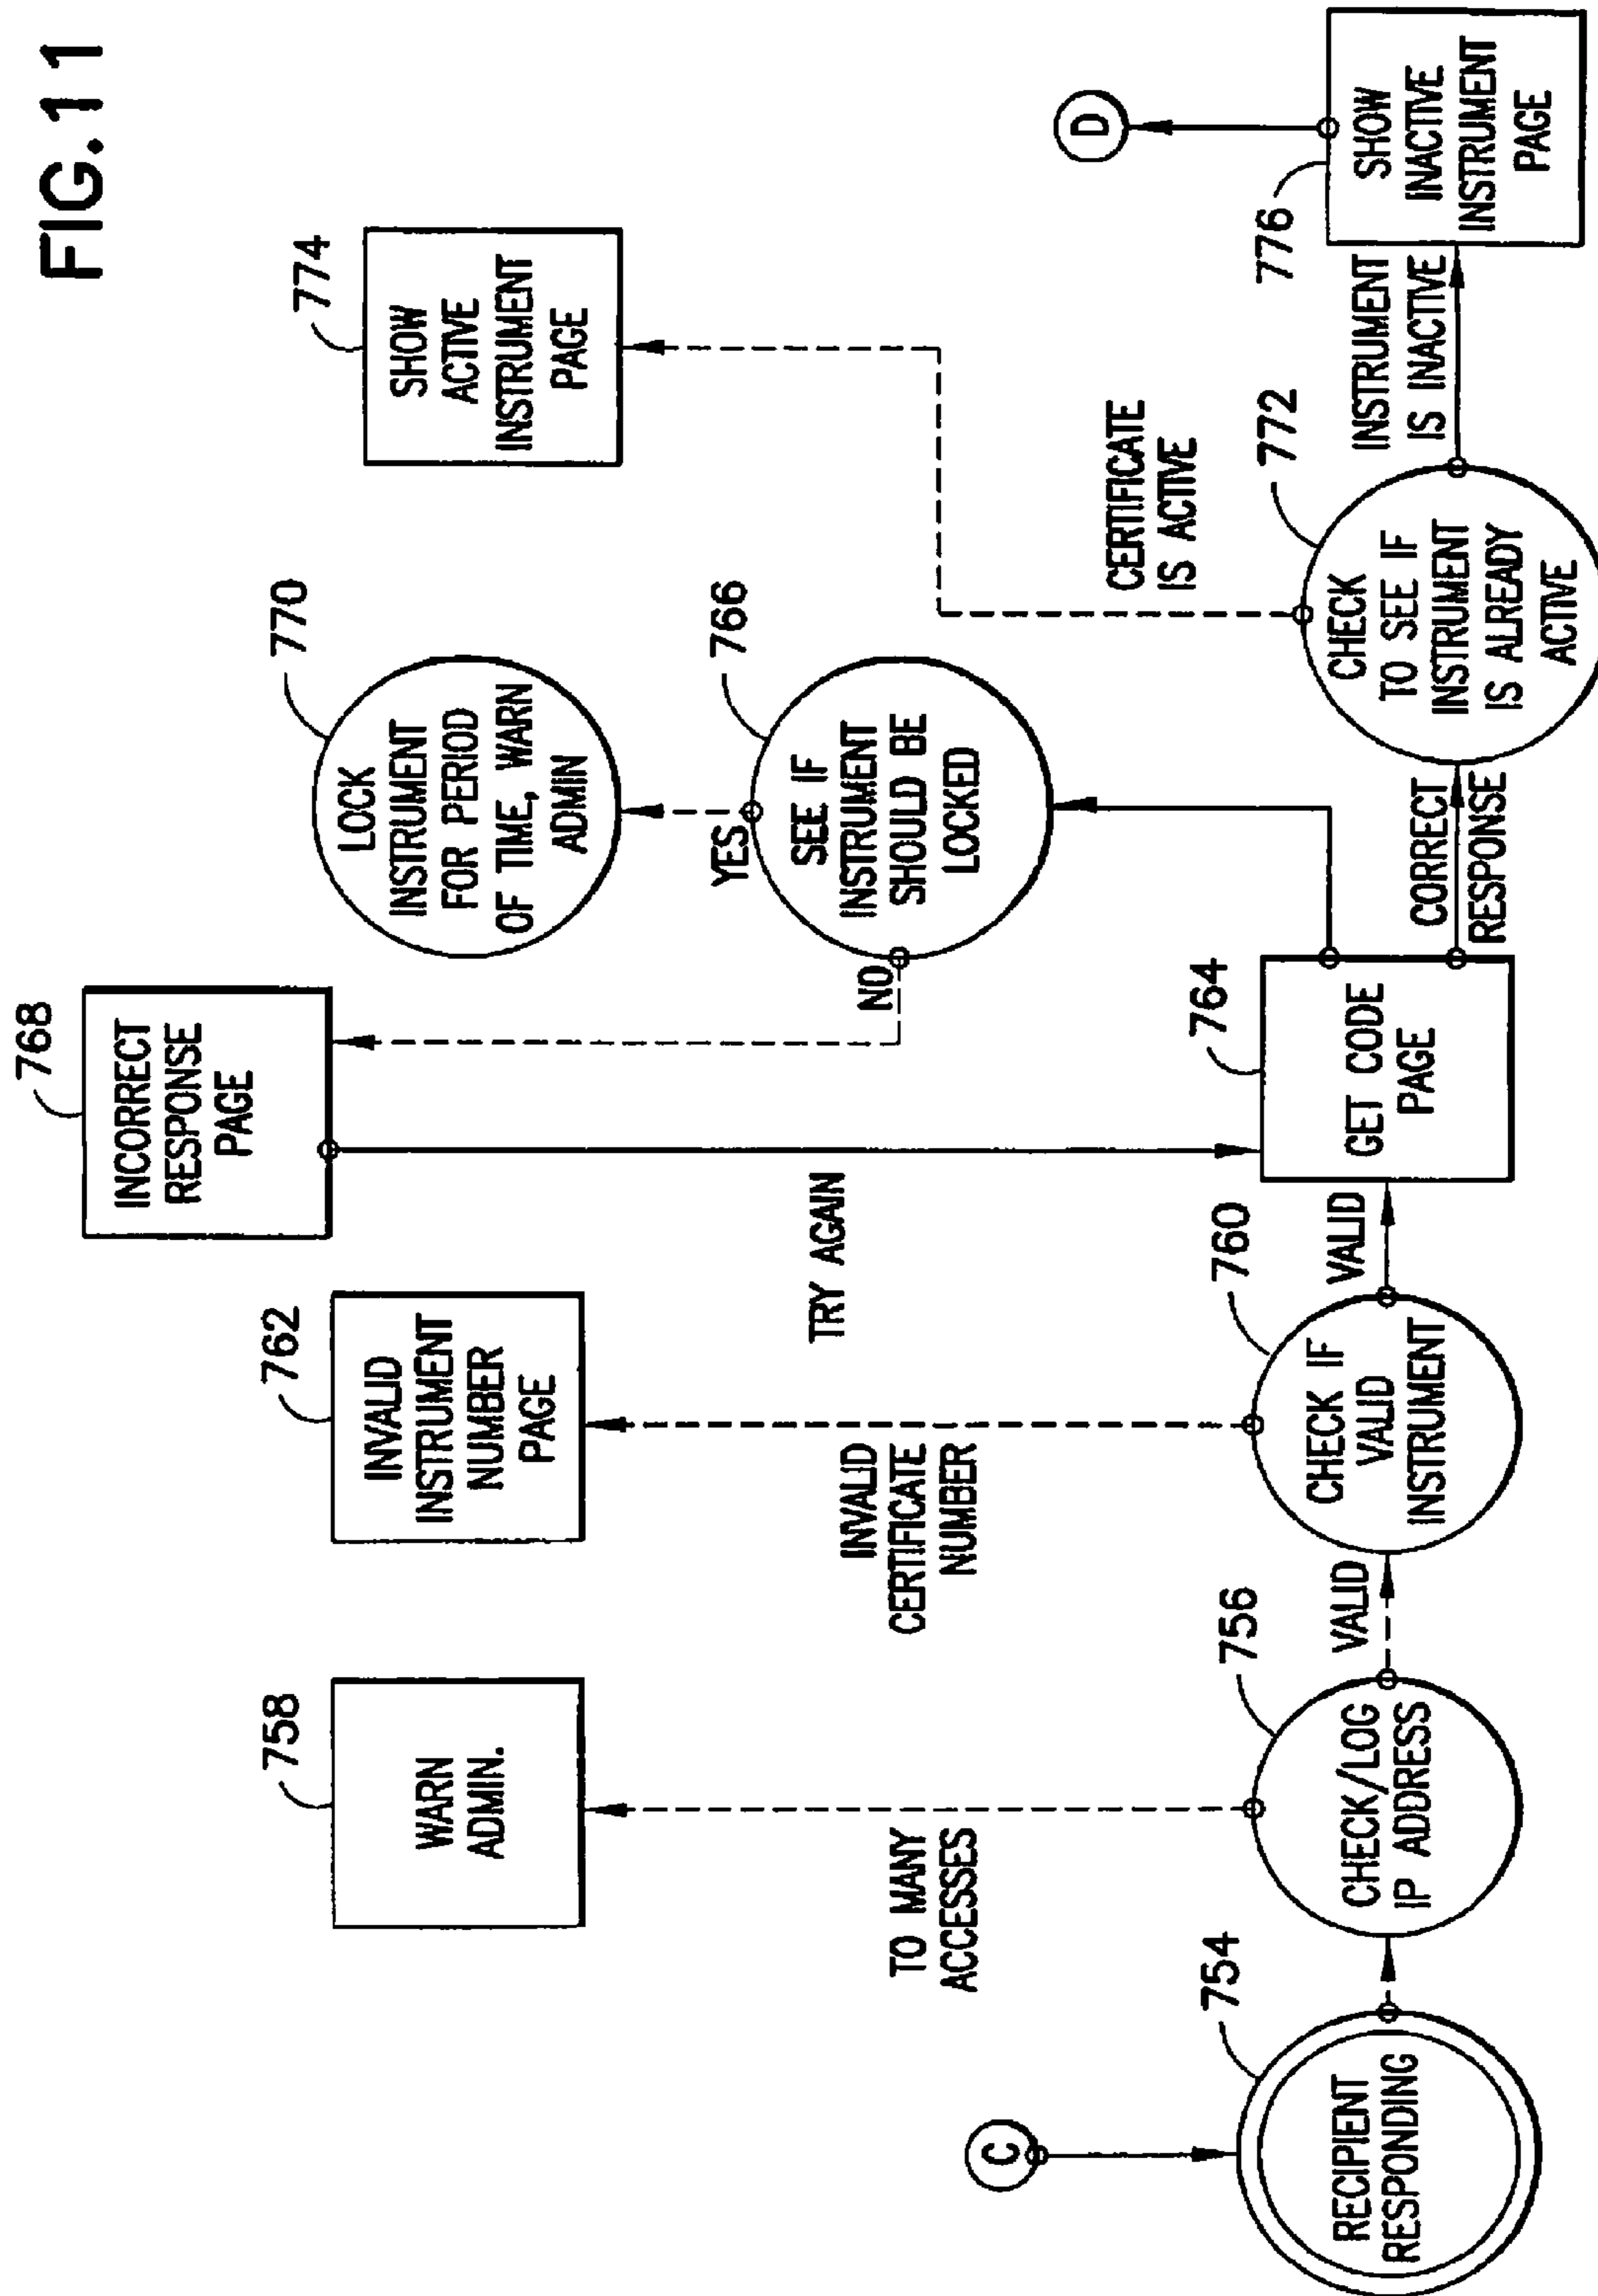 FIG.11
768
INCORRECT
RESPONSE
PAGE
770
LOCK
INSTRUMENT
FOR PERIOD
OF TIME, WARN
ADMIN
774
SHOW
ACTIVE
INSTRUMENT
PAGE
758
WARN
ADMIN.
762
INVALID
INSTRUMENT
NUMBER
PAGE
NO
YES
766
SEE IF
INSTRUMENT
SHOULD BE
LOCKED
TO MANY
ACCESSES
INVALID
CERTIFICATE
NUMBER
TRY AGAIN
CERTIFICATE
IS ACTIVE
C
D
754
RECIPIENT
RESPONDING
756
CHECK/LOG
IP ADDRESS
VALID
760
CHECK IF
VALID
INSTRUMENT
VALID
764
GET CODE
PAGE
CORRECT
RESPONSE
772
CHECK
TO SEE IF
INSTRUMENT
IS ALREADY
ACTIVE
INSTRUMENT
IS INACTIVE
776
SHOW
INACTIVE
INSTRUMENT
PAGE